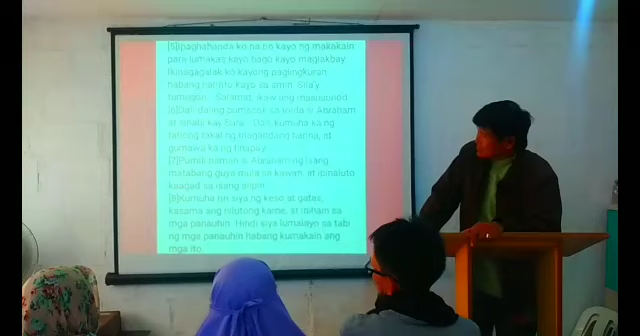 [5]Ipaghahanda ko na rin kayo ng makakain
para lumakas kayo bago kayo maglakbay.
Ikinagagalak ko kayong paglingkuran
habang narito kayo sa amin. Sila'y
tumugon, Salamat, ikaw ang masusunod.
[6]Dali-daling pumasok sa tolda si Abraham
at sinabi kay Sara, Dali, kumuha ka ng
tatlong takal ng magandang harina, at
gumawa ka ng tinapay.
[7]Pumili naman si Abraham ng isang
matabang guya mula sa kawan, at ipinaluto
kaagad sa isang alipin.
[8]Kumuha rin siya ng keso at gatas,
kasama ang nilutong karne, at inihain sa
mga panauhin. Hindi siya lumalayo sa tabi
ng mga panauhin habang kumakain ang
mga ito.